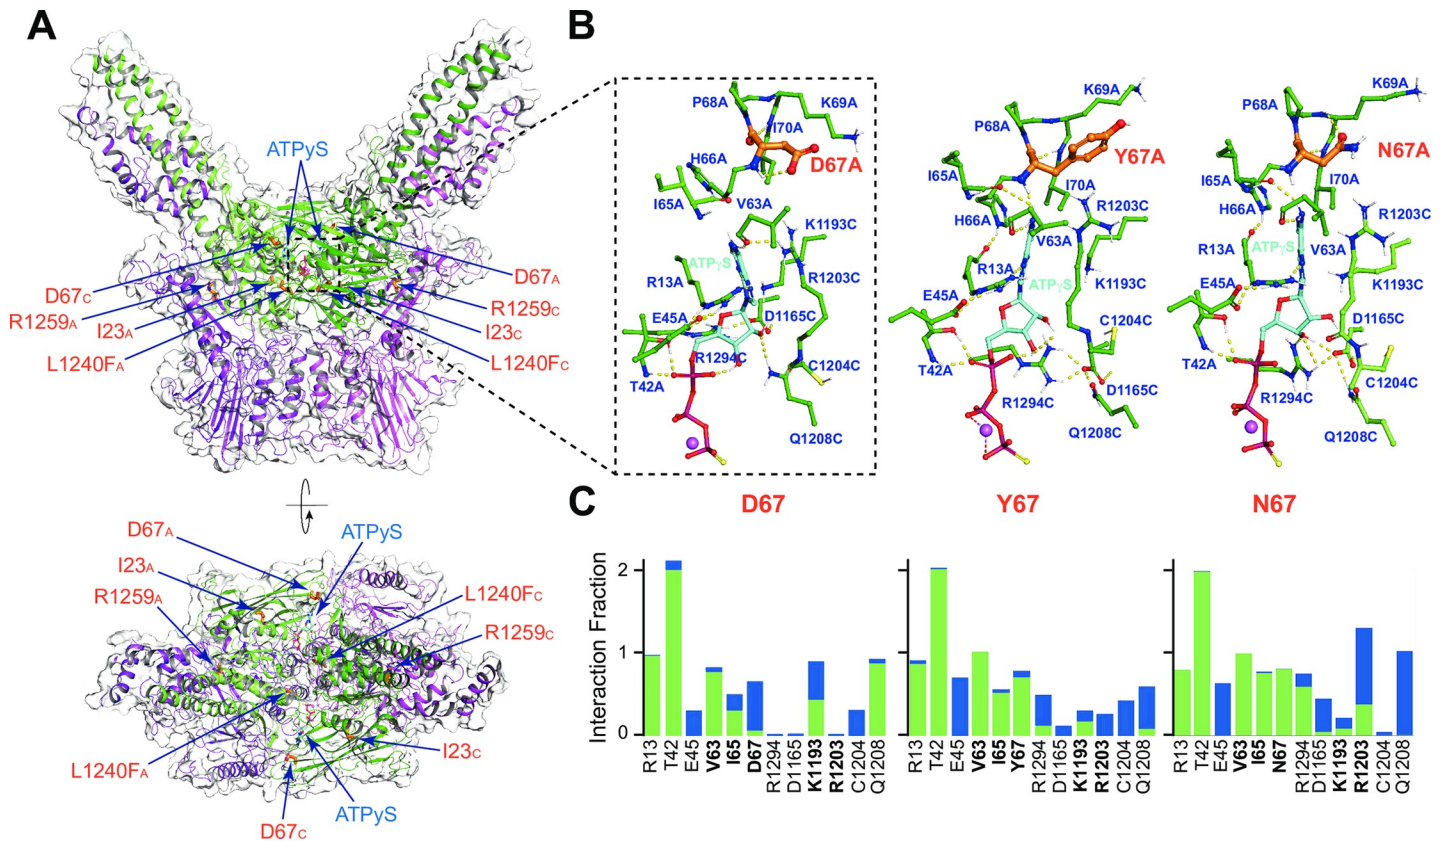 A
ATPyS
D67C
R1259A
I23A
L1240FA
D67A
R1259C
I23C
L1240FC
D67A
I23A
R1259A
ATPyS
L1240FC
R1259C
L1240FA
I23C
ATPyS
D67C
B
P68A
K69A
I70A
H66A
D67A
I65A
V63A
K1193C
ATPγS
R13A
R1203C
E45A
D1165C
R1294C
T42A
C1204C
Q1208C
K69A
P68A
Y67A
I65A
I70A
H66A
R1203C
V63A
R13A
ATPγS
K1193C
E45A
C1204C
T42A
D1165C
R1294C
Q1208C
K69A
P68A
N67A
I65A
I70A
H66A
R1203C
R13A
ATPγS
V63A
E45A
K1193C
D1165C
T42A
C1204C
R1294C
Q1208C
C
D67
Y67
N67
Interaction Fraction
2
1
0
R13
T42
E45
V63
I65
D67
R1294
D1165
K1193
R1203
C1204
Q1208
R13
T42
E45
V63
I65
Y67
R1294
D1165
K1193
R1203
C1204
Q1208
R13
T42
E45
V63
I65
N67
R1294
D1165
K1193
R1203
C1204
Q1208